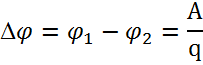 Δφ = φ₁ − φ₂ = A/q